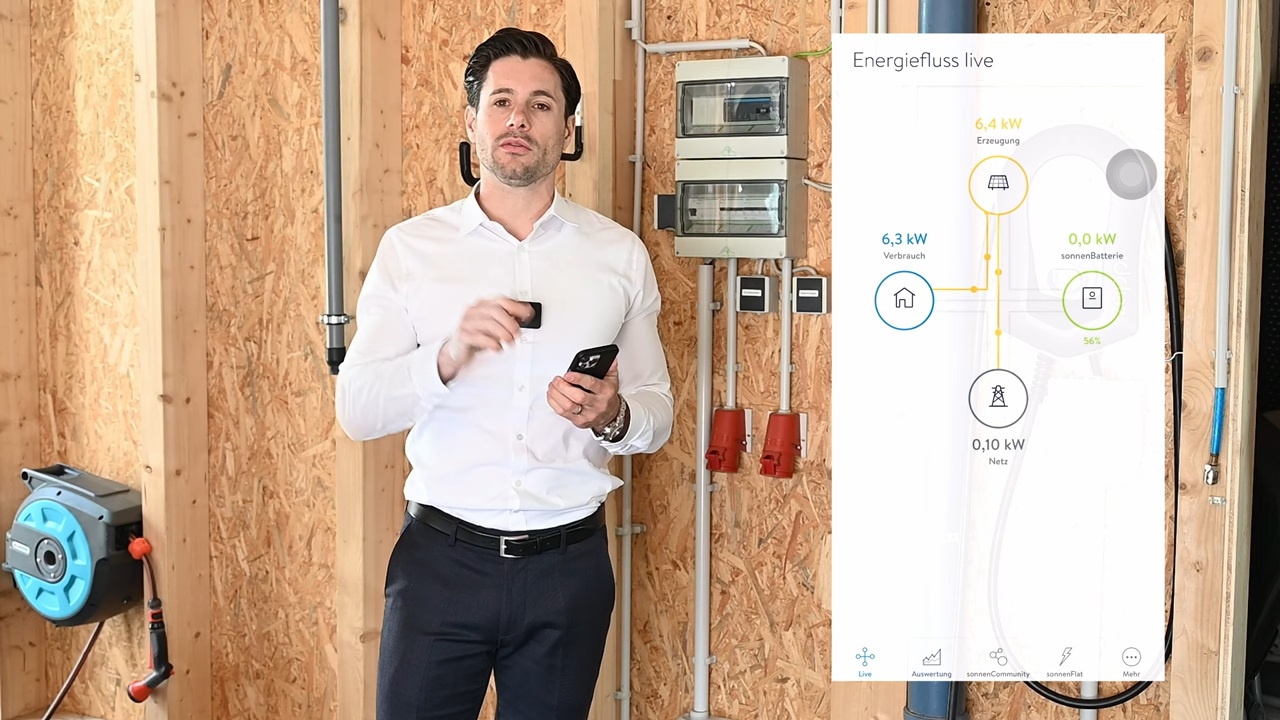 Energiefluss live
6,4 kW
Erzeugung
6,3 kW
Verbrauch
0,0 kW
sonnenBatterie
56%
0,10 kW
Netz
Live
Auswertung
sonnenCommunity
sonnenFlat
Mehr